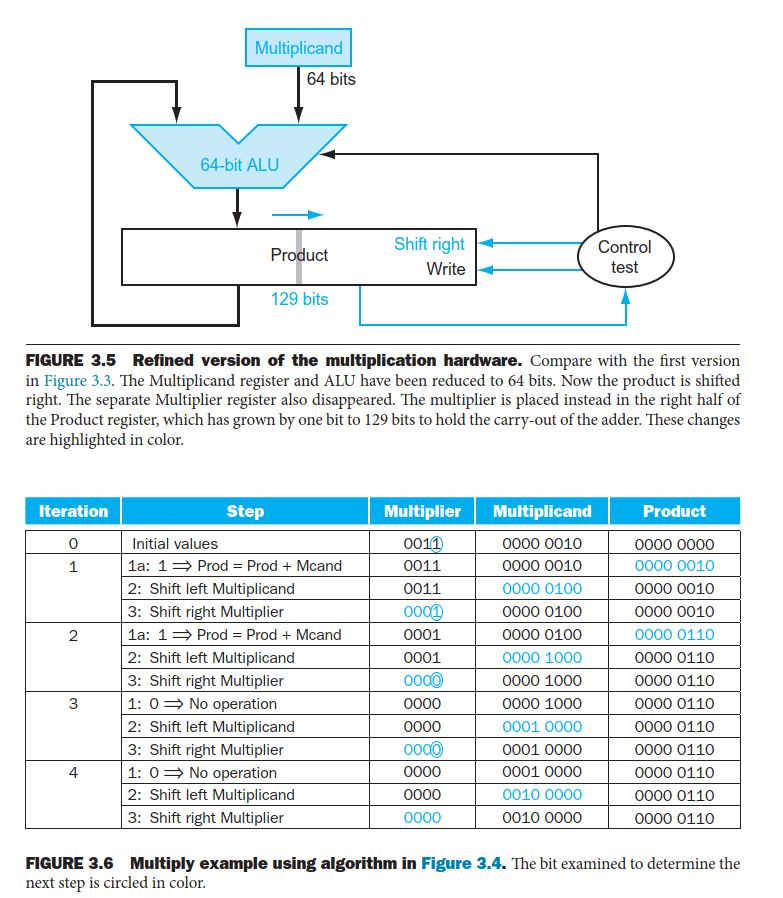 Multiplicand
64 bits
64-bit ALU
Product
Shift right
Write
Control
test
129 bits
FIGURE 3.5 Refined version of the multiplication hardware. Compare with the first version
in Figure 3.3. The Multiplicand register and ALU have been reduced to 64 bits. Now the product is shifted
right. The separate Multiplier register also disappeared. The multiplier is placed instead in the right half of
the Product register, which has grown by one bit to 129 bits to hold the carry-out of the adder. These changes
are highlighted in color.
Iteration Step Multiplier Multiplicand Product
0 Initial values 0011 0000 0010 0000 0000
1 1a: 1 ⇒ Prod = Prod + Mcand 0011 0000 0010 0000 0010
2: Shift left Multiplicand 0011 0000 0100 0000 0010
3: Shift right Multiplier 0001 0000 0100 0000 0010
2 1a: 1 ⇒ Prod = Prod + Mcand 0001 0000 0100 0000 0110
2: Shift left Multiplicand 0001 0000 1000 0000 0110
3: Shift right Multiplier 0000 0000 1000 0000 0110
3 1: 0 ⇒ No operation 0000 0000 1000 0000 0110
2: Shift left Multiplicand 0000 0001 0000 0000 0110
3: Shift right Multiplier 0000 0001 0000 0000 0110
4 1: 0 ⇒ No operation 0000 0001 0000 0000 0110
2: Shift left Multiplicand 0000 0010 0000 0000 0110
3: Shift right Multiplier 0000 0010 0000 0000 0110
FIGURE 3.6 Multiply example using algorithm in Figure 3.4. The bit examined to determine the
next step is circled in color.